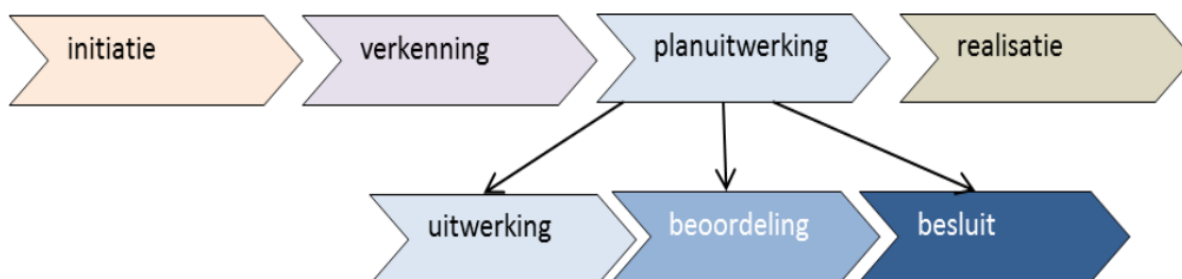 initiatie
verkenning
planuitwerking
realisatie
uitwerking
beoordeling
besluit